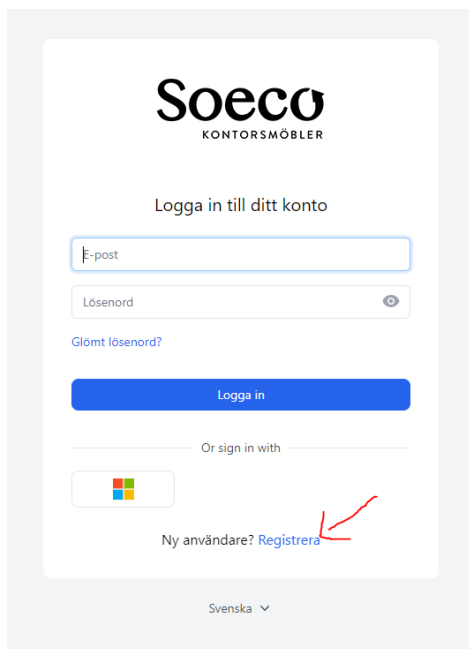 Soeco
KONTORSMÖBLER
Logga in till ditt konto
E-post
Lösenord
Glömt lösenord?
Logga in
Or sign in with
Ny användare? Registrera
Svenska